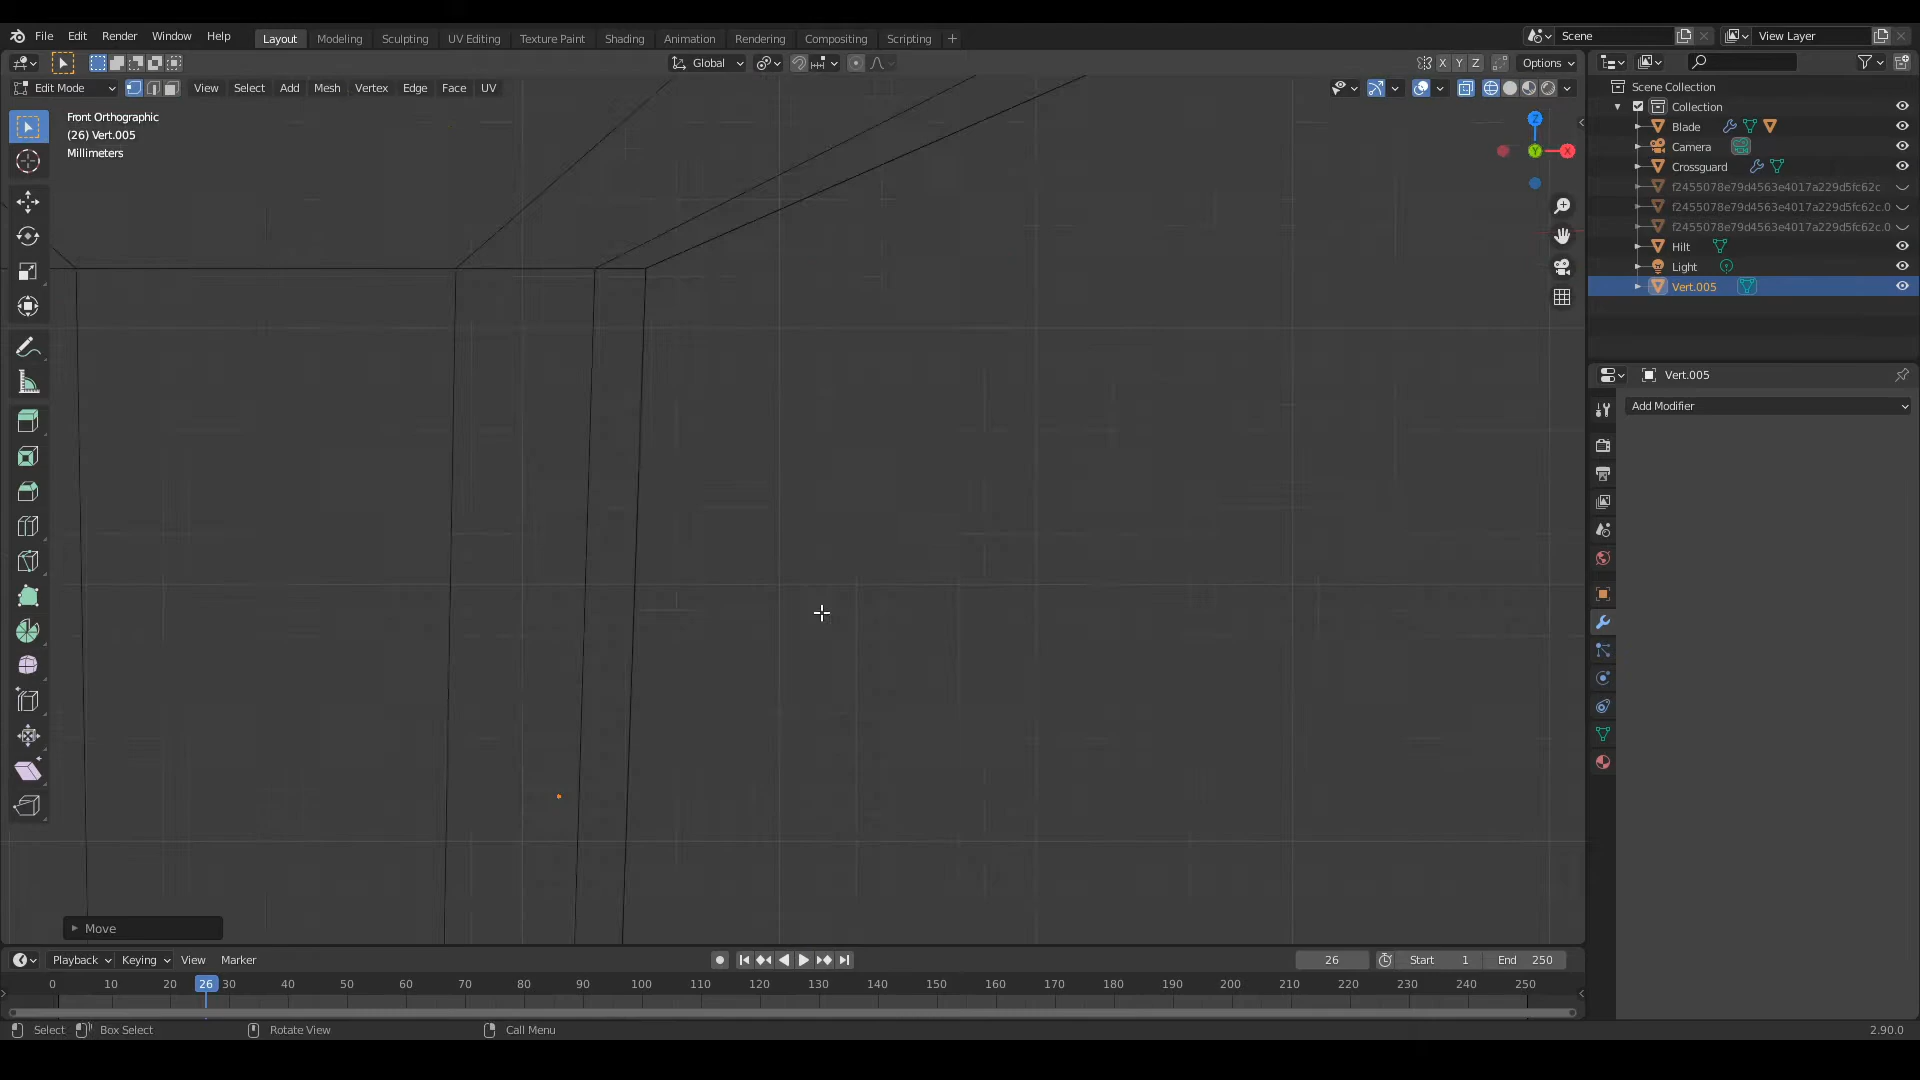 File Edit Render Window Help Layout Modeling Sculpting UV Editing Texture Paint Shading Animation Rendering Compositing Scripting + Scene View Layer
Global X Y Z Options
Edit Mode View Select Add Mesh Vertex Edge Face UV
Front Orthographic
(26) Vert.005
Millimeters
Z
Y X
Scene Collection
Collection
Blade
Camera
Crossguard
f2455078e79d4563e4017a229d5fc62c
f2455078e79d4563e4017a229d5fc62c.0
f2455078e79d4563e4017a229d5fc62c.0
Hilt
Light
Vert.005
Vert.005
Add Modifier
Move
Playback Keying View Marker 26 Start 1 End 250
0 10 20 26 30 40 50 60 70 80 90 100 110 120 130 140 150 160 170 180 190 200 210 220 230 240 250
Select Box Select Rotate View Call Menu 2.90.0